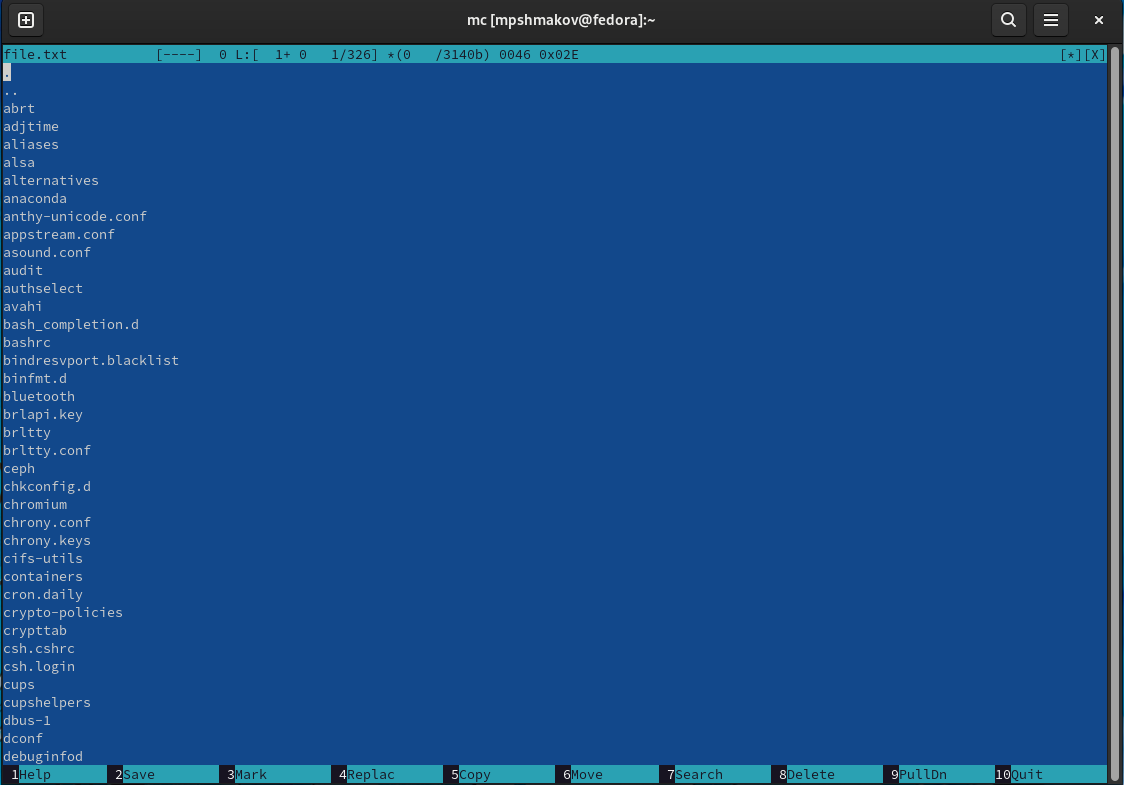 mc [mpshmakov@fedora]:~
file.txt [----] 0 L:[ 1+ 0 1/326] *(0 /3140b) 0046 0x02E [*][X]
.
..
abrt
adjtime
aliases
alsa
alternatives
anaconda
anthy-unicode.conf
appstream.conf
asound.conf
audit
authselect
avahi
bash_completion.d
bashrc
bindresvport.blacklist
binfmt.d
bluetooth
brlapi.key
brltty
brltty.conf
ceph
chkconfig.d
chromium
chrony.conf
chrony.keys
cifs-utils
containers
cron.daily
crypto-policies
crypttab
csh.cshrc
csh.login
cups
cupshelpers
dbus-1
dconf
debuginfod
1Help 2Save 3Mark 4Replac 5Copy 6Move 7Search 8Delete 9PullDn 10Quit